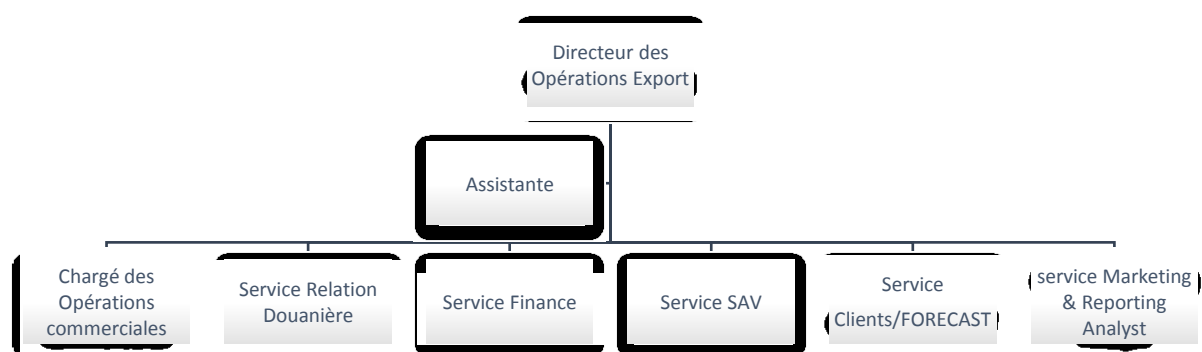 Directeur des
Opérations Export
Assistante
Chargé des
Opérations
commerciales
Service Relation
Douanière
Service Finance
Service SAV
Service
Clients/FORECAST
service Marketing
& Reporting
Analyst